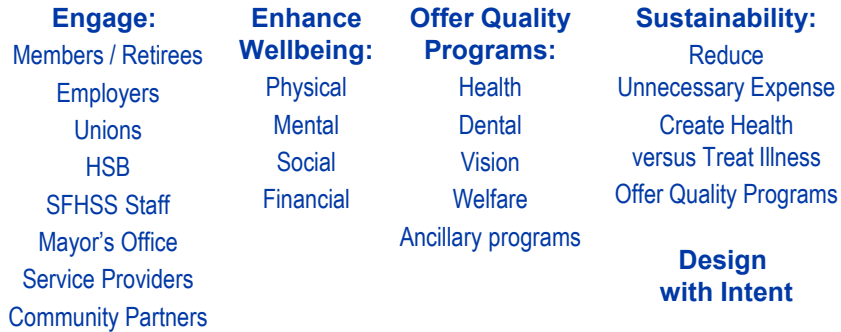 Engage:
Members / Retirees
Employers
Unions
HSB
SFHSS Staff
Mayor's Office
Service Providers
Community Partners
Enhance
Wellbeing:
Physical
Mental
Social
Financial
Offer Quality
Programs:
Health
Dental
Vision
Welfare
Ancillary programs
Sustainability:
Reduce
Unnecessary Expense
Create Health
versus Treat Illness
Offer Quality Programs
Design
with Intent